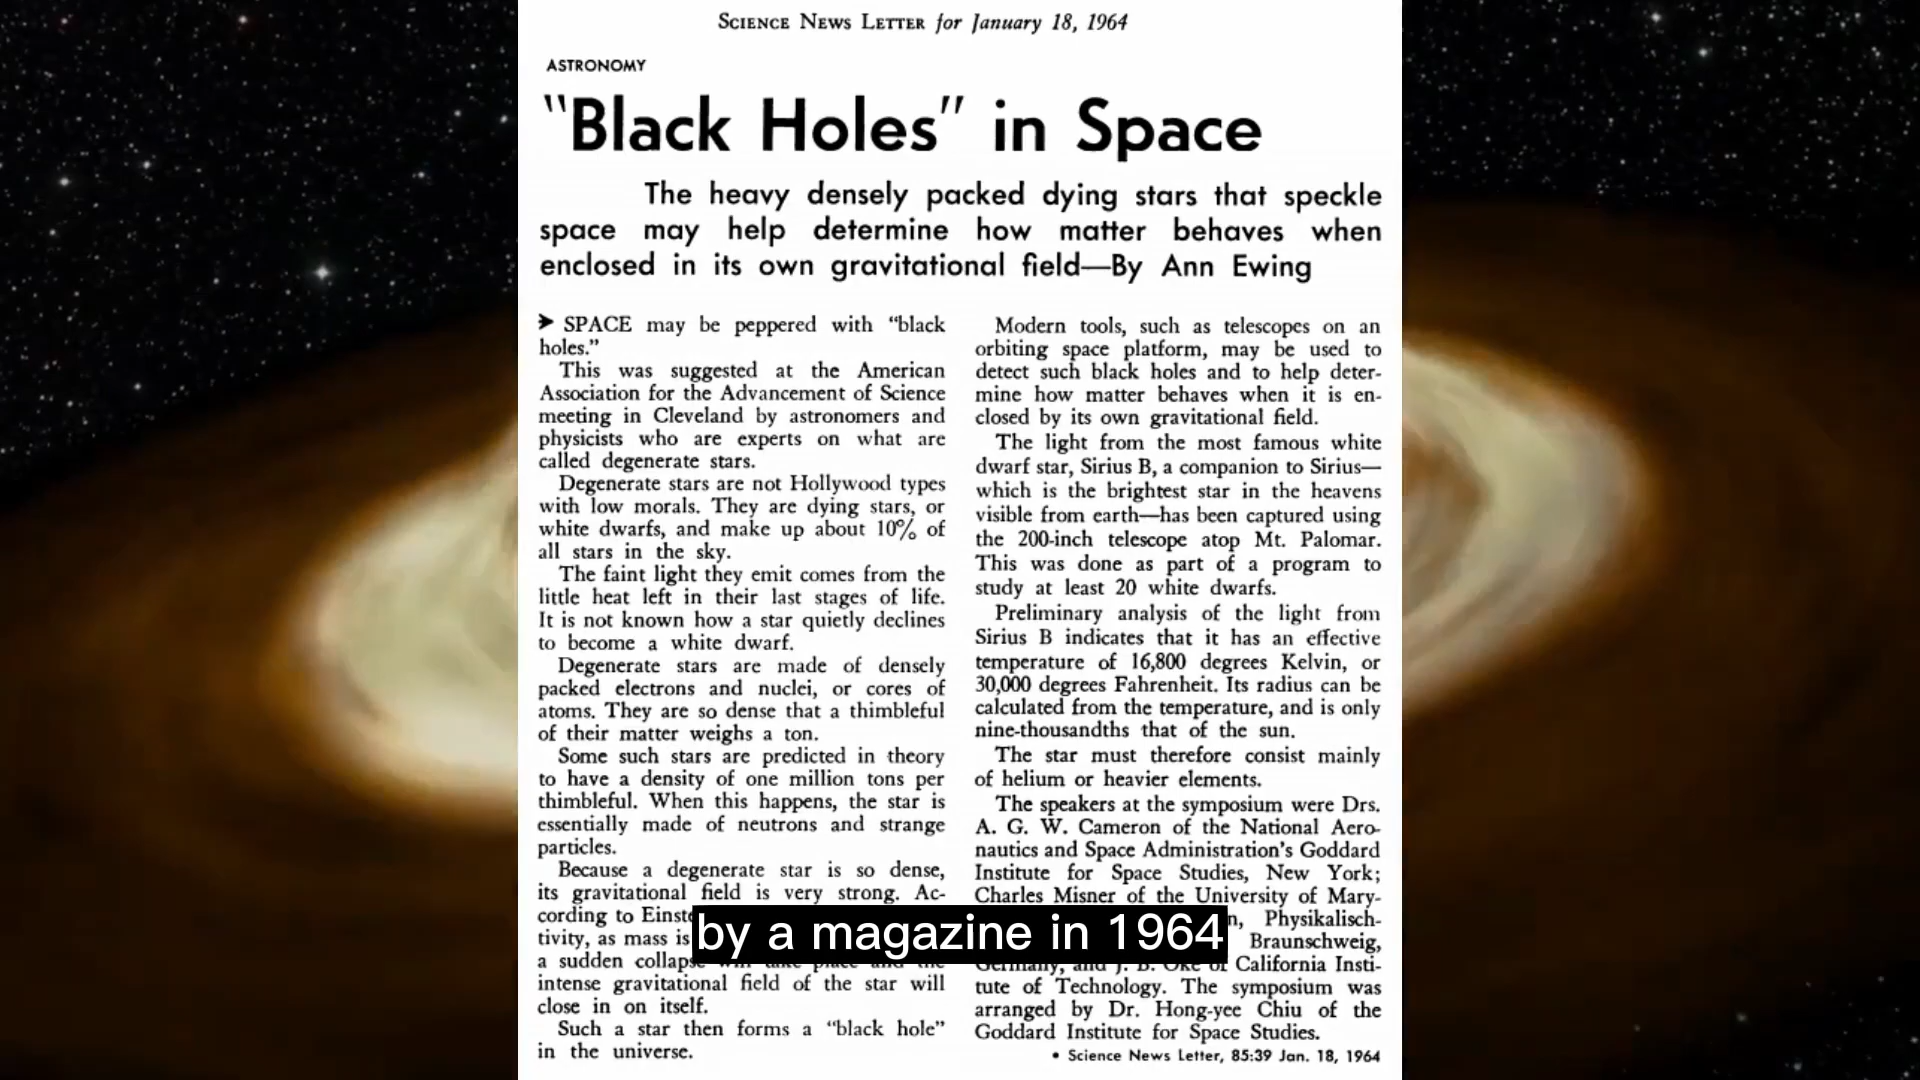 SCIENCE NEWS LETTER for January 18, 1964
ASTRONOMY
"Black Holes" in Space
The heavy densely packed dying stars that speckle
space may help determine how matter behaves when
enclosed in its own gravitational field—By Ann Ewing
➤ SPACE may be peppered with "black
holes."
This was suggested at the American
Association for the Advancement of Science
meeting in Cleveland by astronomers and
physicists who are experts on what are
called degenerate stars.
Degenerate stars are not Hollywood types
with low morals. They are dying stars, or
white dwarfs, and make up about 10% of
all stars in the sky.
The faint light they emit comes from the
little heat left in their last stages of life.
It is not known how a star quietly declines
to become a white dwarf.
Degenerate stars are made of densely
packed electrons and nuclei, or cores of
atoms. They are so dense that a thimbleful
of their matter weighs a ton.
Some such stars are predicted in theory
to have a density of one million tons per
thimbleful. When this happens, the star is
essentially made of neutrons and strange
particles.
Because a degenerate star is so dense,
its gravitational field is very strong. Ac-
cording to Einste
tivity, as mass is
a sudden collapse will take place and the
intense gravitational field of the star will
close in on itself.
Such a star then forms a "black hole"
in the universe.
Modern tools, such as telescopes on an
orbiting space platform, may be used to
detect such black holes and to help deter-
mine how matter behaves when it is en-
closed by its own gravitational field.
The light from the most famous white
dwarf star, Sirius B, a companion to Sirius—
which is the brightest star in the heavens
visible from earth—has been captured using
the 200-inch telescope atop Mt. Palomar.
This was done as part of a program to
study at least 20 white dwarfs.
Preliminary analysis of the light from
Sirius B indicates that it has an effective
temperature of 16,800 degrees Kelvin, or
30,000 degrees Fahrenheit. Its radius can be
calculated from the temperature, and is only
nine-thousandths that of the sun.
The star must therefore consist mainly
of helium or heavier elements.
The speakers at the symposium were Drs.
A. G. W. Cameron of the National Aero-
nautics and Space Administration's Goddard
Institute for Space Studies, New York;
Charles Misner of the University of Mary-
n, Physikalisch-
Braunschweig,
Germany, and J. B. Oke of California Insti-
tute of Technology. The symposium was
arranged by Dr. Hong-yee Chiu of the
Goddard Institute for Space Studies.
• Science News Letter, 85:39 Jan. 18, 1964
by a magazine in 1964